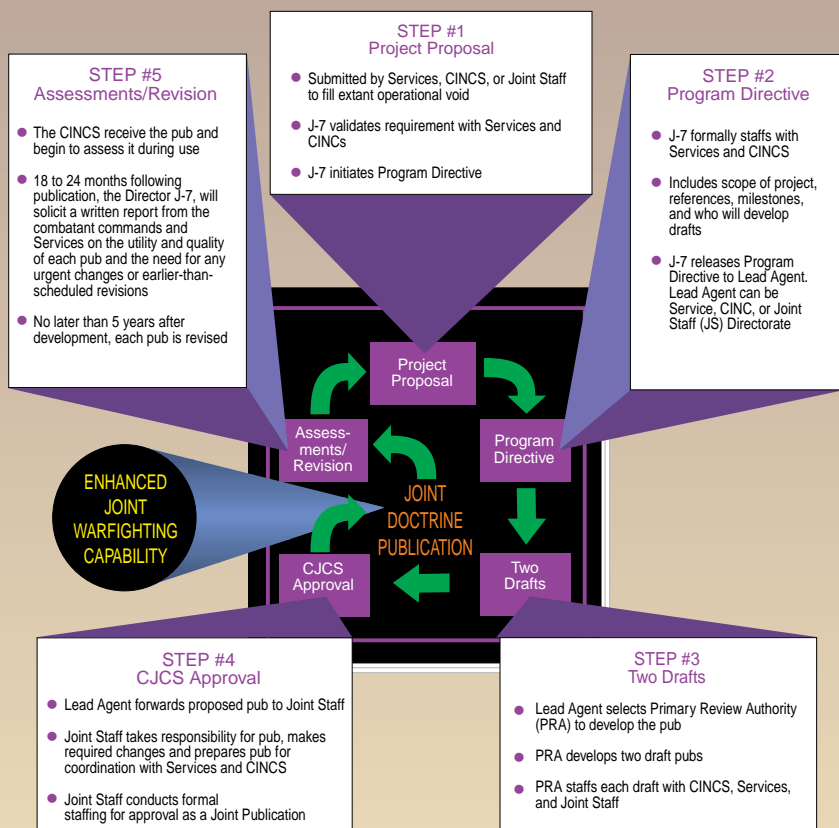 STEP #1
Project Proposal
Submitted by Services, CINCS, or Joint Staff
to fill extant operational void
J-7 validates requirement with Services and
CINCs
J-7 initiates Program Directive
STEP #5
Assessments/Revision
The CINCS receive the pub and
begin to assess it during use
18 to 24 months following
publication, the Director J-7, will
solicit a written report from the
combatant commands and
Services on the utility and quality
of each pub and the need for any
urgent changes or earlier-than-
scheduled revisions
No later than 5 years after
development, each pub is revised
STEP #2
Program Directive
J-7 formally staffs with
Services and CINCS
Includes scope of project,
references, milestones,
and who will develop
drafts
J-7 releases Program
Directive to Lead Agent.
Lead Agent can be
Service, CINC, or Joint
Staff (JS) Directorate
Project
Proposal
Assess-
ments/
Revision
Program
Directive
ENHANCED
JOINT
WARFIGHTING
CAPABILITY
JOINT
DOCTRINE
PUBLICATION
CJCS
Approval
Two
Drafts
STEP #4
CJCS Approval
Lead Agent forwards proposed pub to Joint Staff
Joint Staff takes responsibility for pub, makes
required changes and prepares pub for
coordination with Services and CINCS
Joint Staff conducts formal
staffing for approval as a Joint Publication
STEP #3
Two Drafts
Lead Agent selects Primary Review Authority
(PRA) to develop the pub
PRA develops two draft pubs
PRA staffs each draft with CINCS, Services,
and Joint Staff